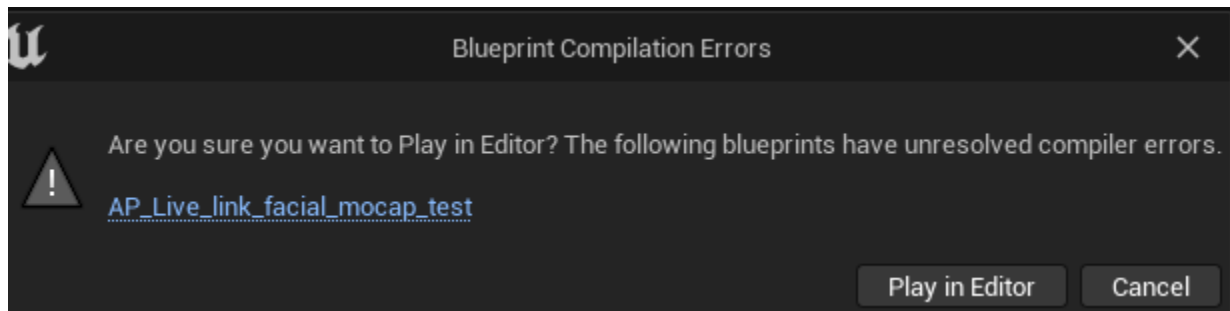 Blueprint Compilation Errors
Are you sure you want to Play in Editor? The following blueprints have unresolved compiler errors.
AP_Live_link_facial_mocap_test
Play in Editor Cancel